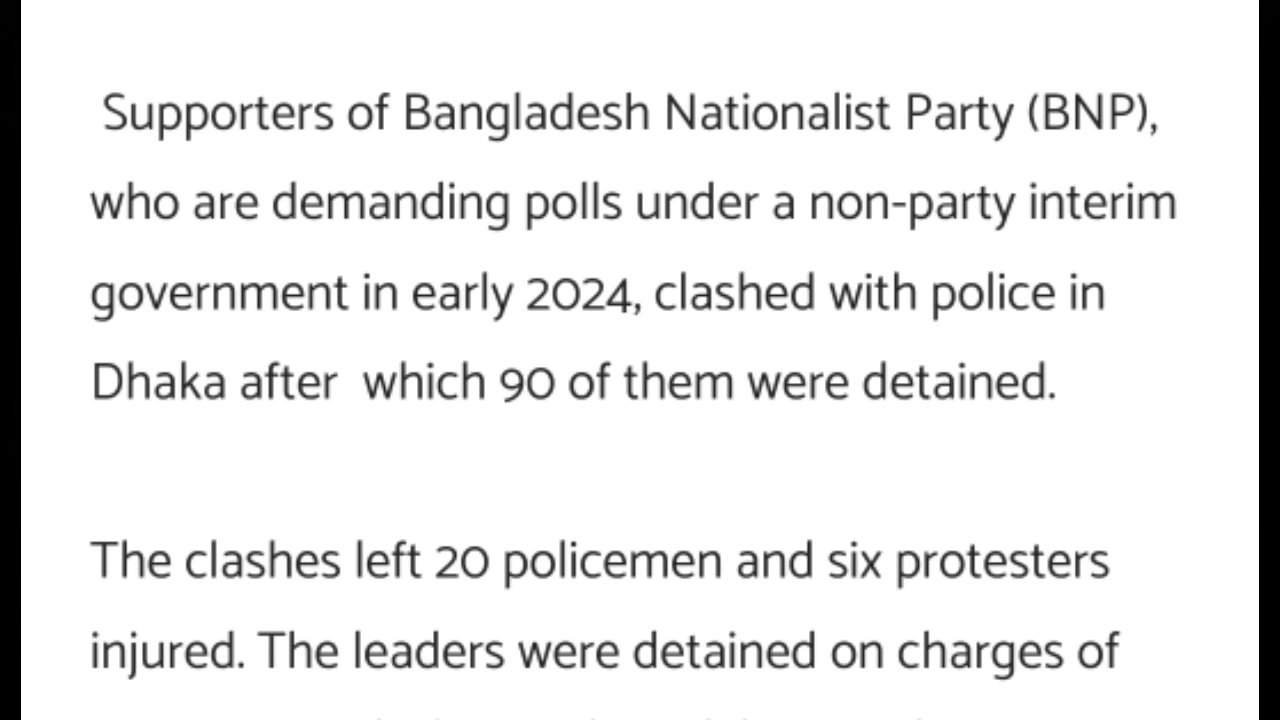 Supporters of Bangladesh Nationalist Party (BNP),
who are demanding polls under a non-party interim
government in early 2024, clashed with police in
Dhaka after  which 90 of them were detained.
The clashes left 20 policemen and six protesters
injured. The leaders were detained on charges of